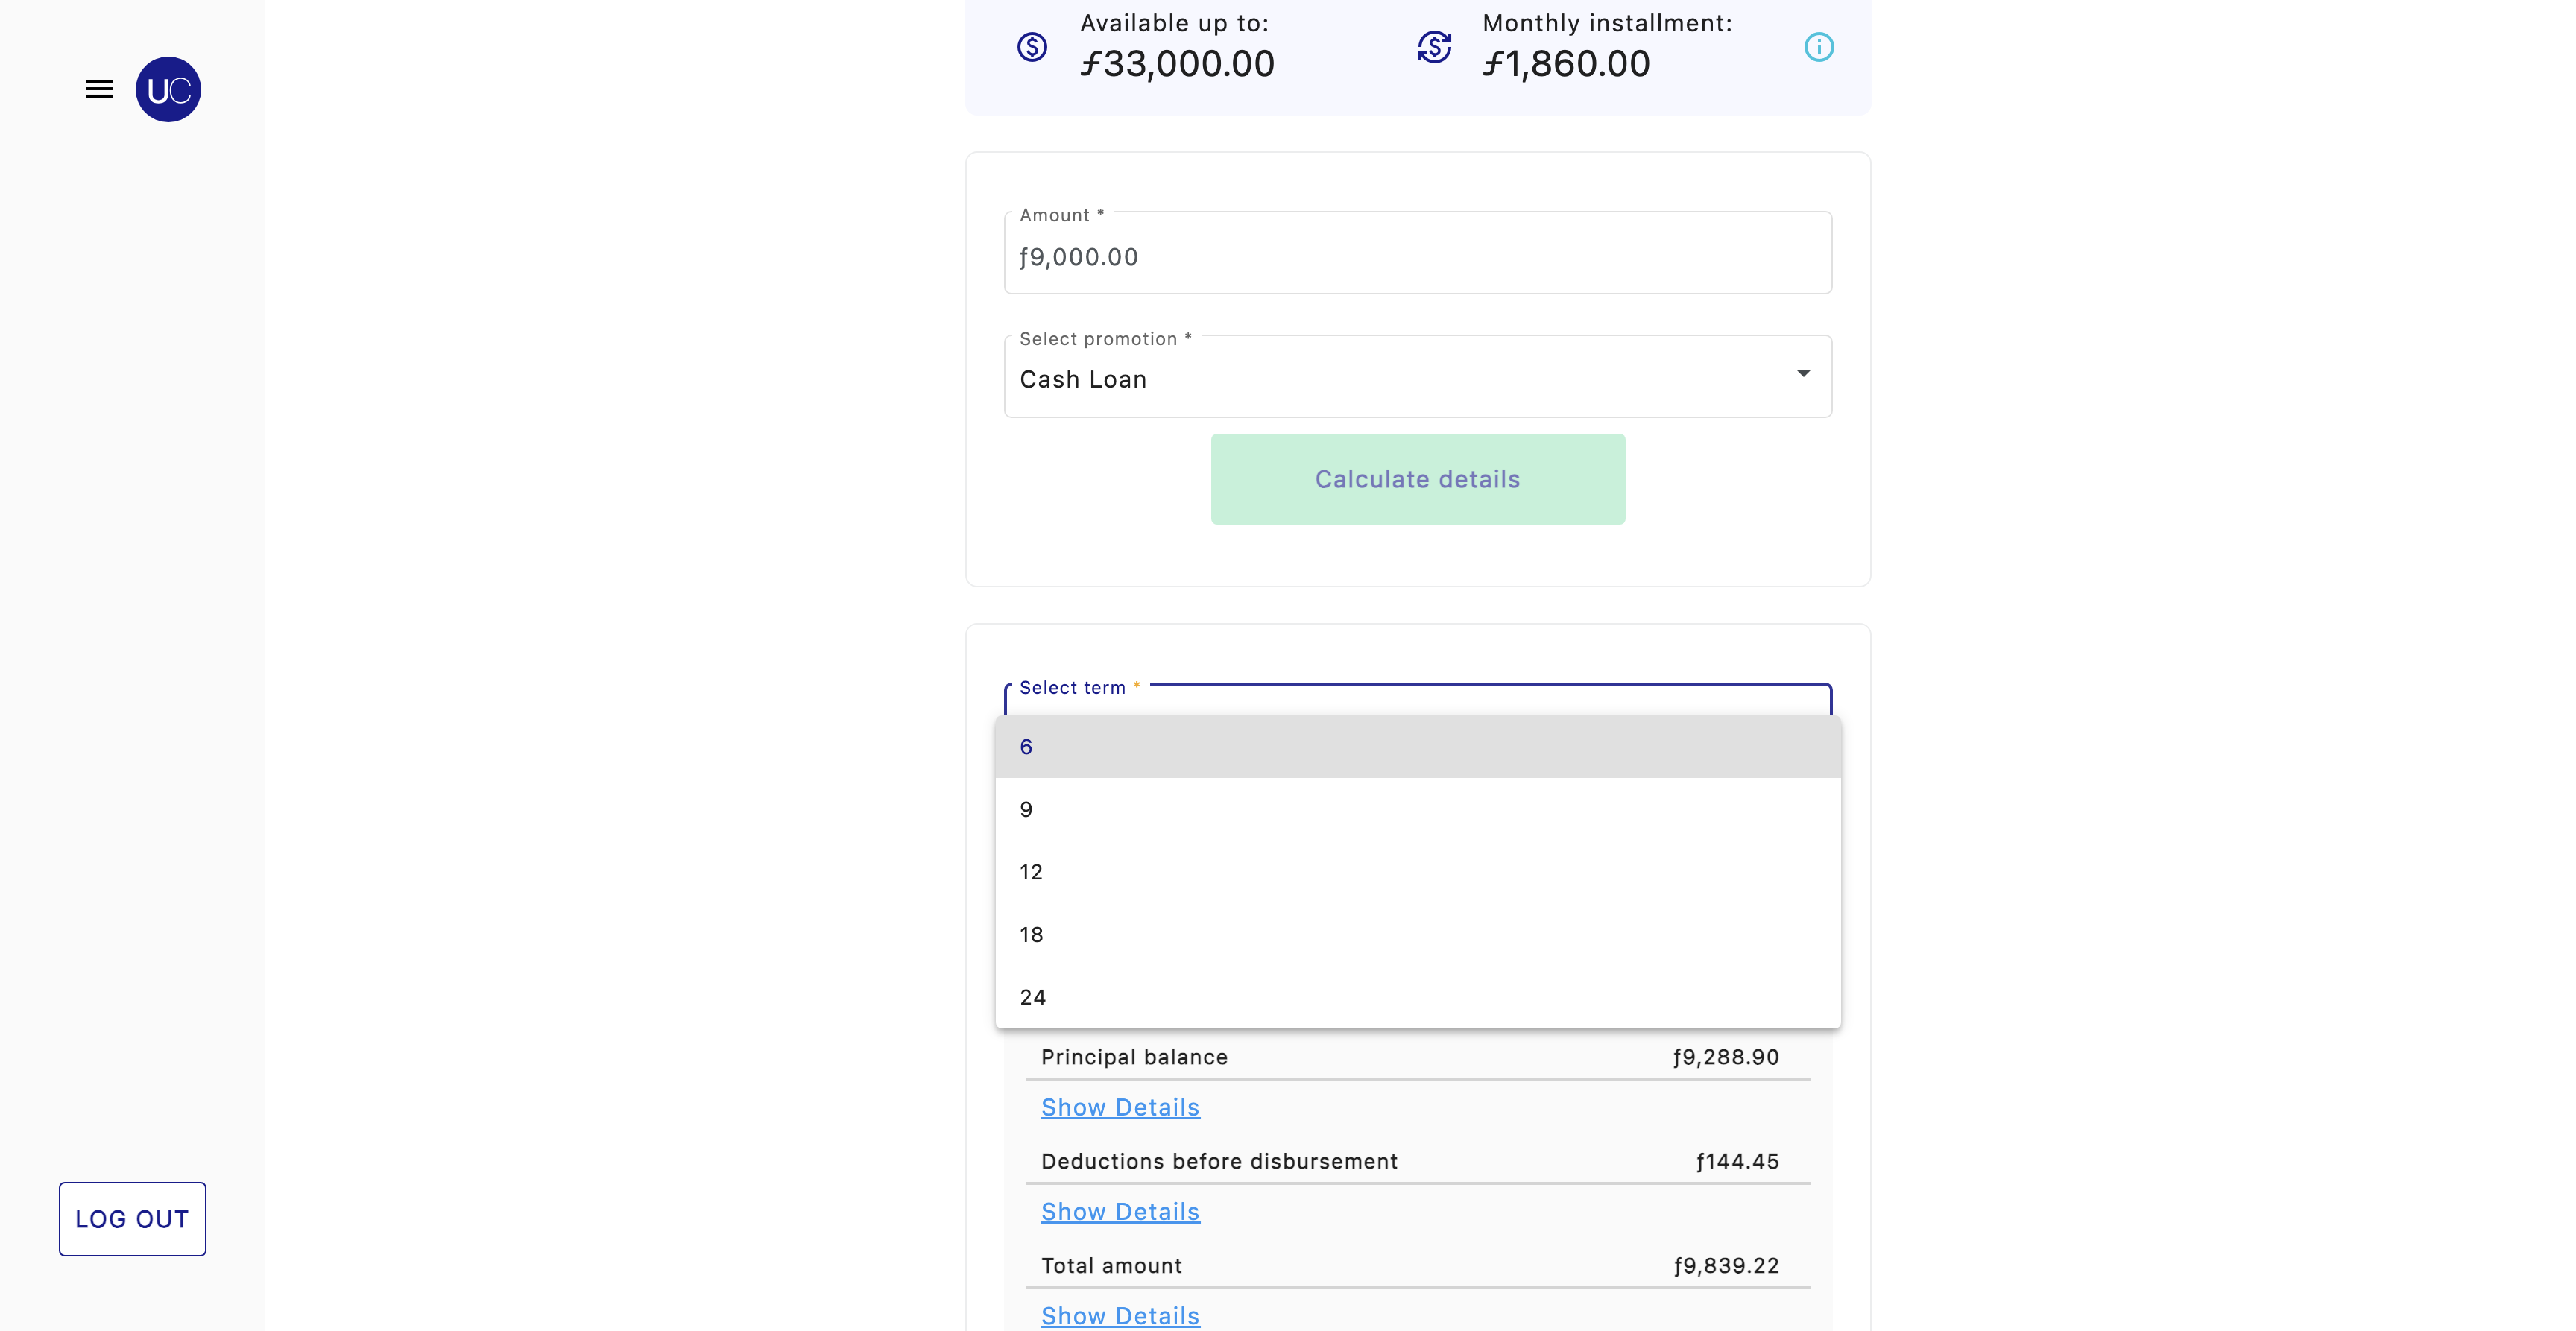 Available up to:
ƒ33,000.00
Monthly installment:
ƒ1,860.00
UC
Amount *
ƒ9,000.00
Select promotion *
Cash Loan
Calculate details
Select term *
6
9
12
18
24
Principal balance ƒ9,288.90
Show Details
Deductions before disbursement ƒ144.45
Show Details
Total amount ƒ9,839.22
Show Details
LOG OUT